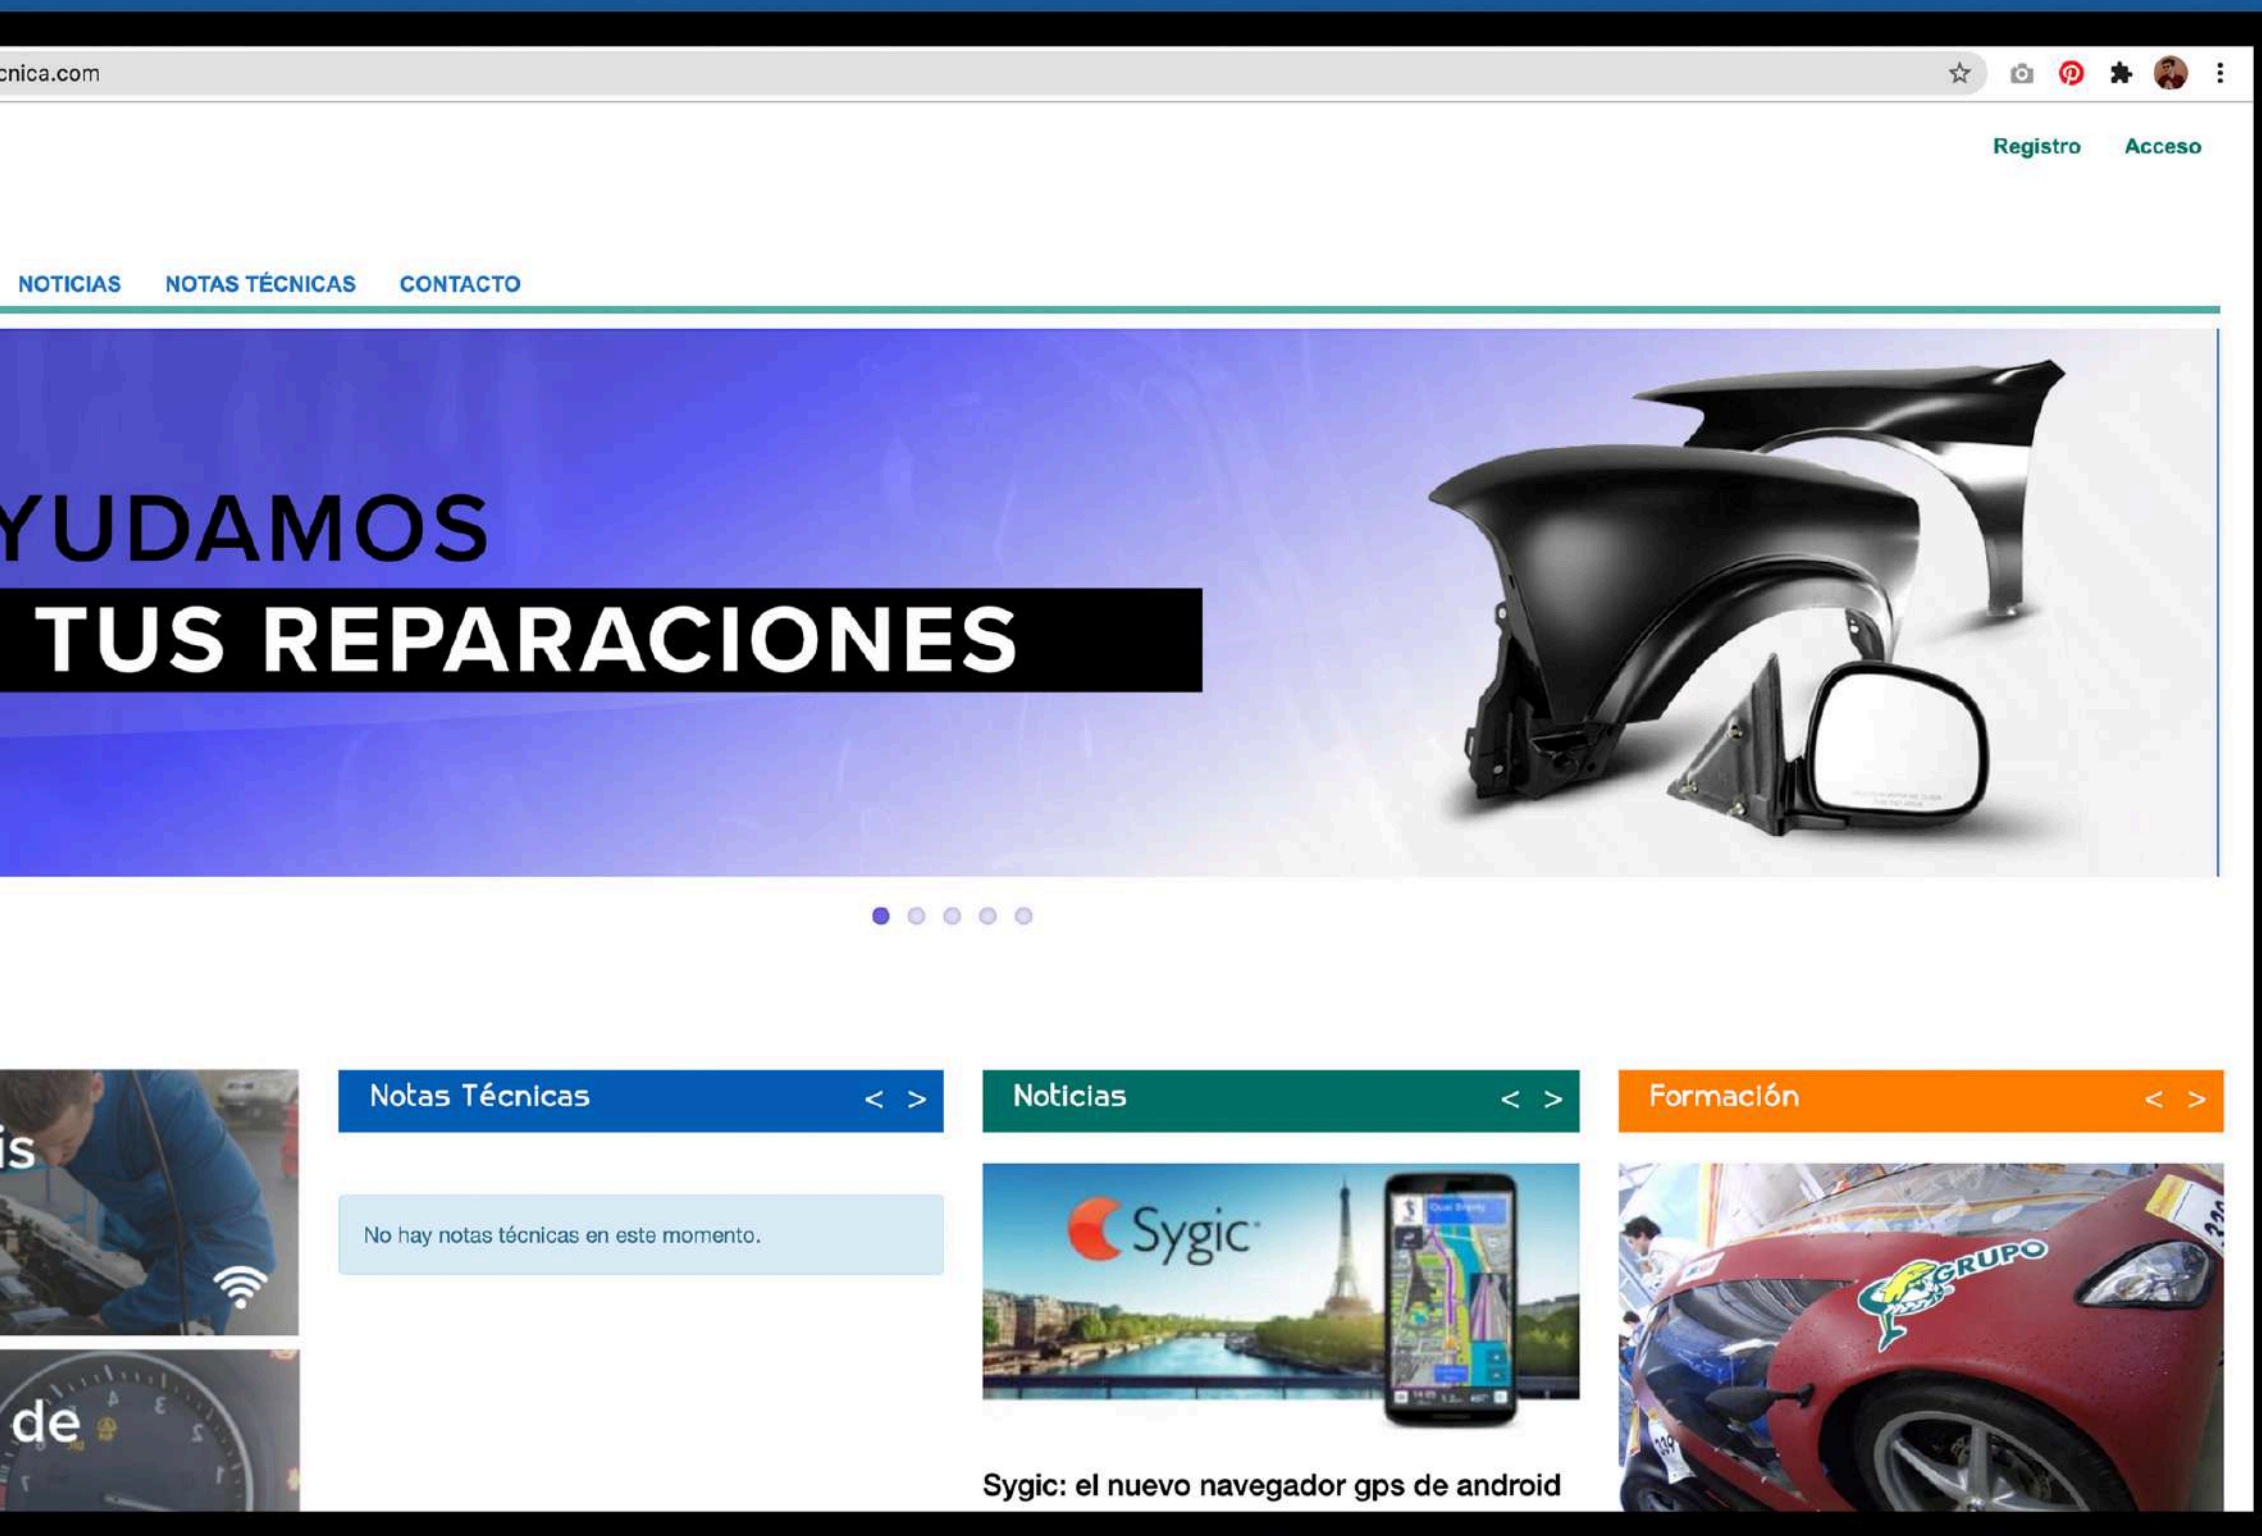 cnica.com
Registro Acceso
NOTICIAS NOTAS TÉCNICAS CONTACTO
YUDAMOS
TUS REPARACIONES
is
de
Notas Técnicas < >
No hay notas técnicas en este momento.
Noticias < >
Sygic
Sygic: el nuevo navegador gps de android
Formación < >
GRUPO